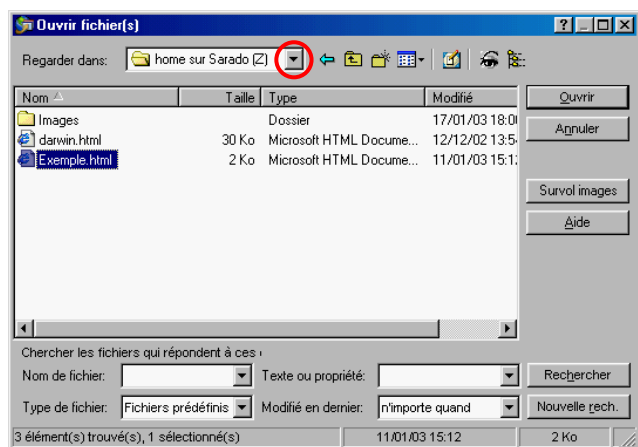 Ouvrir fichier(s)
Regarder dans: home sur Sarado (Z)
Nom Taille Type Modifié
Images Dossier 17/01/03 18:0
darwin.html 30 Ko Microsoft HTML Docume... 12/12/02 13:5
Exemple.html 2 Ko Microsoft HTML Docume... 11/01/03 15:1
Ouvrir
Annuler
Survol images
Aide
Chercher les fichiers qui répondent à ces
Nom de fichier: Texte ou propriété: Rechercher
Type de fichier: Fichiers prédéfinis Modifié en dernier: n'importe quand Nouvelle rech.
3 élément(s) trouvé(s), 1 sélectionné(s) 11/01/03 15:12 2 Ko